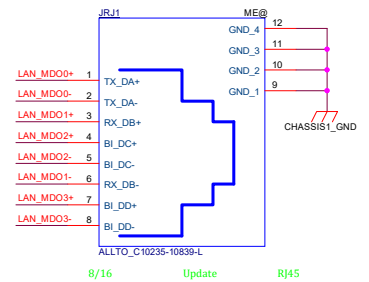 JRJ1 ME@
GND_4 12
GND_3 11
GND_2 10
GND_1 9
CHASSIS1_GND
LAN_MDO0+ 1 TX_DA+
LAN_MDO0- 2 TX_DA-
LAN_MDO1+ 3 RX_DB+
LAN_MDO2+ 4 BI_DC+
LAN_MDO2- 5 BI_DC-
LAN_MDO1- 6 RX_DB-
LAN_MDO3+ 7 BI_DD+
LAN_MDO3- 8 BI_DD-
ALLTO_C10235-10839-L
8/16 Update RJ45